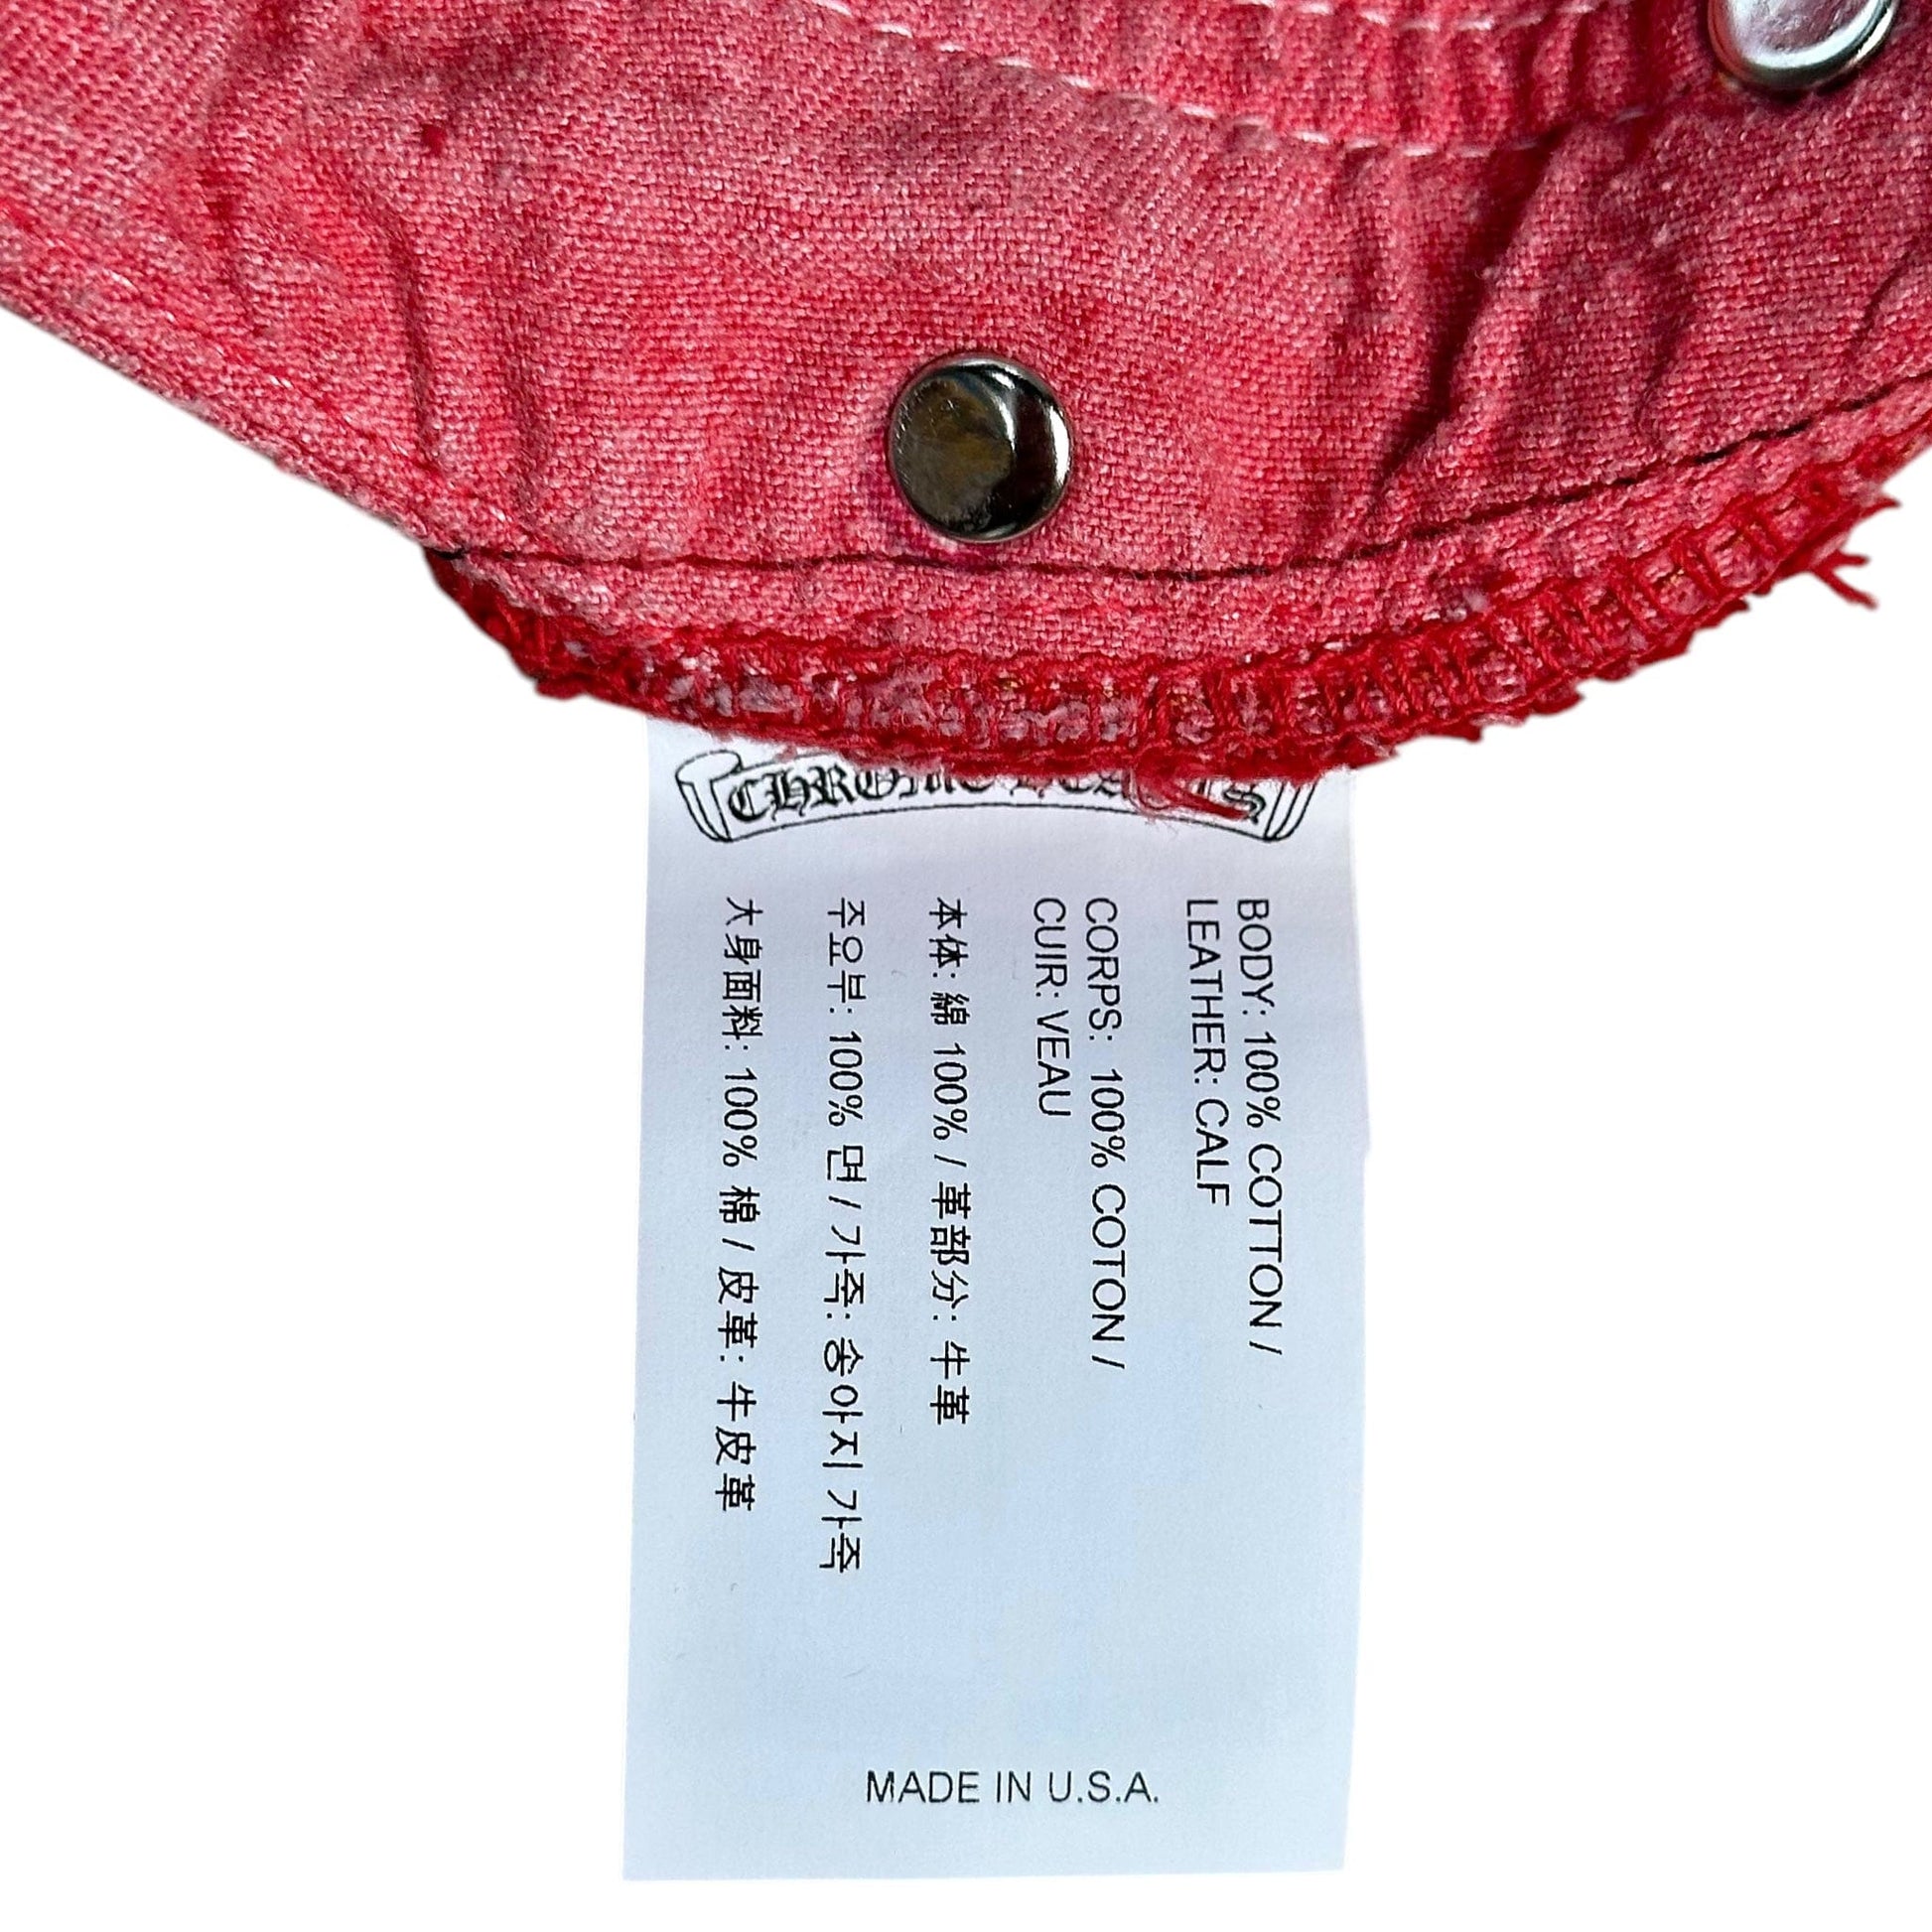 CHROME HEARTS
BODY: 100% COTTON /
LEATHER: CALF
CORPS: 100% COTON /
CUIR: VEAU
本体: 綿 100% / 革部分: 牛革
주요부: 100% 면 / 가죽: 송아지 가죽
大身面料: 100% 棉 / 皮革: 牛皮革
MADE IN U.S.A.